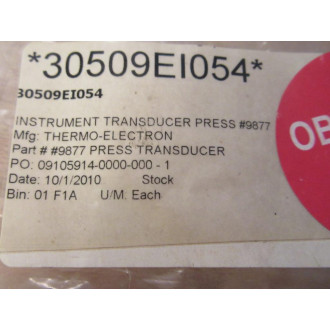 *30509EI054*
30509EI054
INSTRUMENT TRANSDUCER PRESS #9877
Mfg: THERMO-ELECTRON
Part # #9877 PRESS TRANSDUCER
PO: 09105914-0000-000 - 1
Date: 10/1/2010 Stock
Bin: 01 F1A U/M. Each
OB